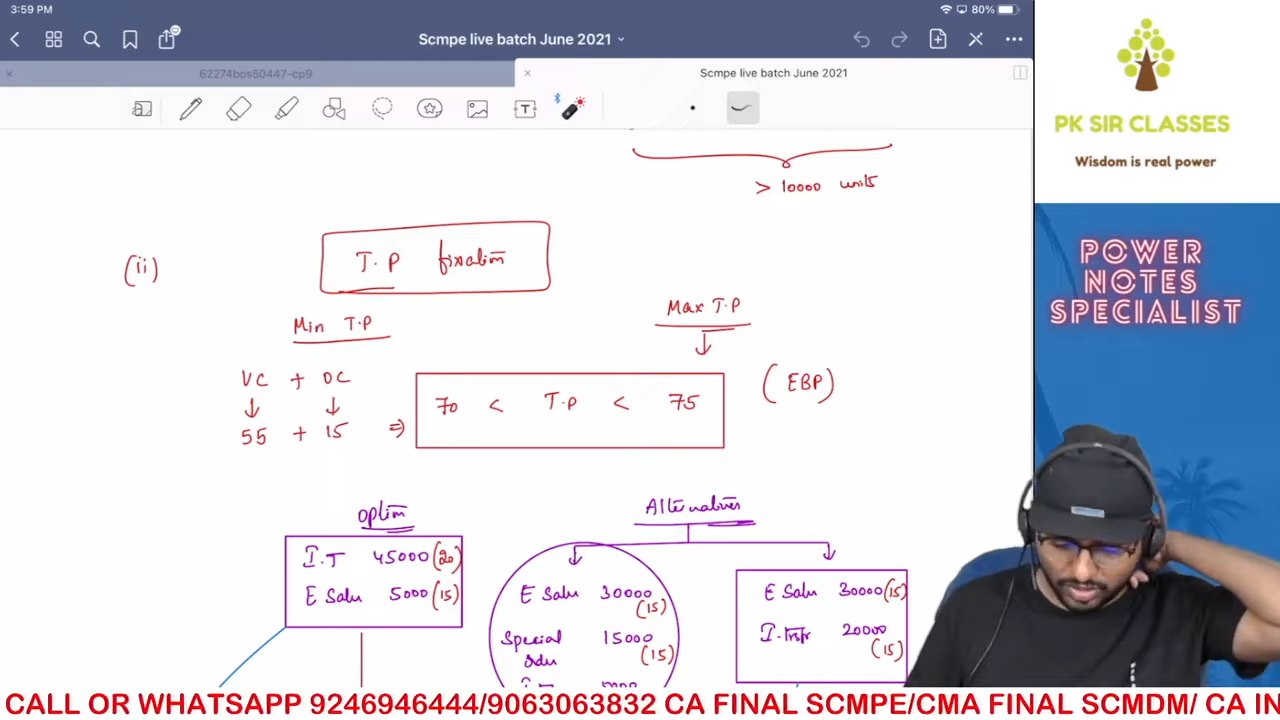 3:59 PM
80%
Scmpe live batch June 2021
62274bos50447-cp9
Scmpe live batch June 2021
T
PK SIR CLASSES
Wisdom is real power
POWER
NOTES
SPECIALIST
> 10000 units
(ii)
T.P fixation
Min T.P
Max T.P
VC + OC
55 + 15 ⇒
70 < T.P < 75
(EBP)
Option
I.T 45000 (20)
E Sales 5000 (15)
Alternatives
E Sales 30000
(15)
Special 15000
order (15)
E Sales 30000 (15)
I.Trsfr 20000
(15)
CALL OR WHATSAPP 9246946444/9063063832 CA FINAL SCMPE/CMA FINAL SCMDM/ CA IN